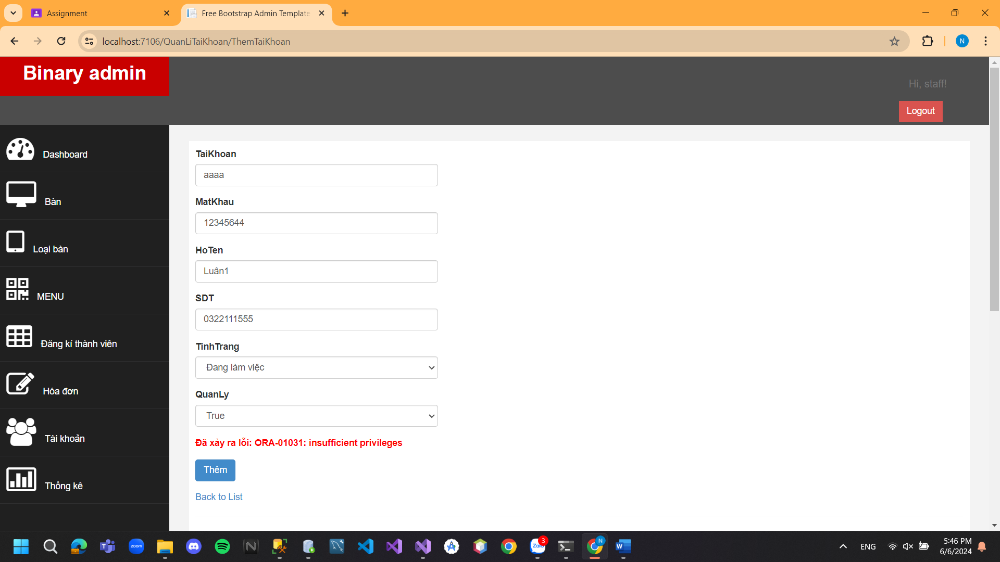 Assignment
Free Bootstrap Admin Template
localhost:7106/QuanLiTaiKhoan/ThemTaiKhoan
N
Binary admin
Hi, staff!
Logout
Dashboard
Bàn
Loại bàn
MENU
Đăng kí thành viên
Hóa đơn
Tài khoản
Thống kê
TaiKhoan
aaaa
MatKhau
12345644
HoTen
Luân1
SDT
0322111555
TinhTrang
Đang làm việc
QuanLy
True
Đã xảy ra lỗi: ORA-01031: insufficient privileges
Thêm
Back to List
zoom
N
Zalo
3
N
W
ENG
5:46 PM
6/6/2024